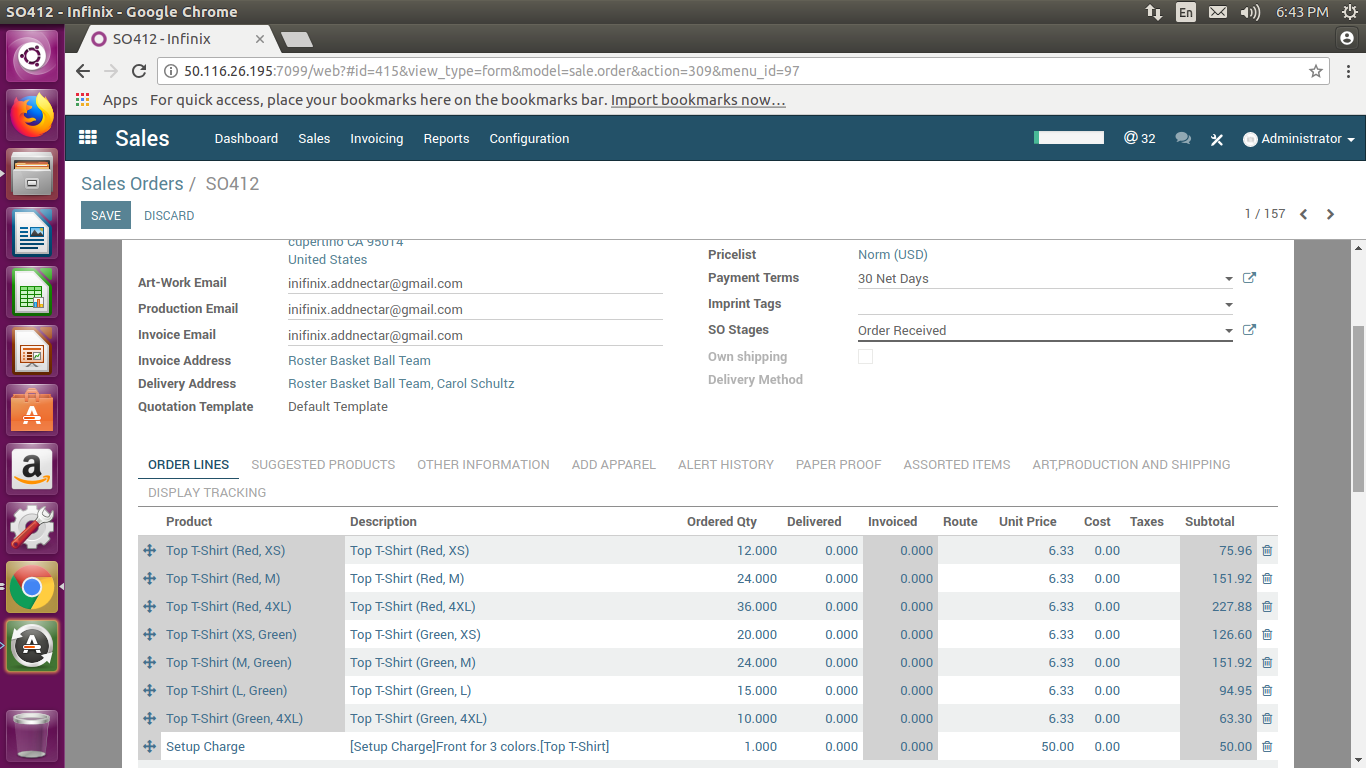 SO412 - Infinix - Google Chrome En 6:43 PM
SO412 - Infinix
50.116.26.195:7099/web?#id=415&view_type=form&model=sale.order&action=309&menu_id=97
Apps For quick access, place your bookmarks here on the bookmarks bar. Import bookmarks now...
Sales Dashboard Sales Invoicing Reports Configuration @ 32 Administrator
Sales Orders / SO412
SAVE DISCARD 1 / 157
cupertino CA 95014
United States
Art-Work Email inifinix.addnectar@gmail.com
Production Email inifinix.addnectar@gmail.com
Invoice Email inifinix.addnectar@gmail.com
Invoice Address Roster Basket Ball Team
Delivery Address Roster Basket Ball Team, Carol Schultz
Quotation Template Default Template
Pricelist Norm (USD)
Payment Terms 30 Net Days
Imprint Tags
SO Stages Order Received
Own shipping
Delivery Method
ORDER LINES SUGGESTED PRODUCTS OTHER INFORMATION ADD APPAREL ALERT HISTORY PAPER PROOF ASSORTED ITEMS ART,PRODUCTION AND SHIPPING
DISPLAY TRACKING
Product Description Ordered Qty Delivered Invoiced Route Unit Price Cost Taxes Subtotal
Top T-Shirt (Red, XS) Top T-Shirt (Red, XS) 12.000 0.000 0.000 6.33 0.00 75.96
Top T-Shirt (Red, M) Top T-Shirt (Red, M) 24.000 0.000 0.000 6.33 0.00 151.92
Top T-Shirt (Red, 4XL) Top T-Shirt (Red, 4XL) 36.000 0.000 0.000 6.33 0.00 227.88
Top T-Shirt (XS, Green) Top T-Shirt (Green, XS) 20.000 0.000 0.000 6.33 0.00 126.60
Top T-Shirt (M, Green) Top T-Shirt (Green, M) 24.000 0.000 0.000 6.33 0.00 151.92
Top T-Shirt (L, Green) Top T-Shirt (Green, L) 15.000 0.000 0.000 6.33 0.00 94.95
Top T-Shirt (Green, 4XL) Top T-Shirt (Green, 4XL) 10.000 0.000 0.000 6.33 0.00 63.30
Setup Charge [Setup Charge]Front for 3 colors.[Top T-Shirt] 1.000 0.000 0.000 50.00 0.00 50.00